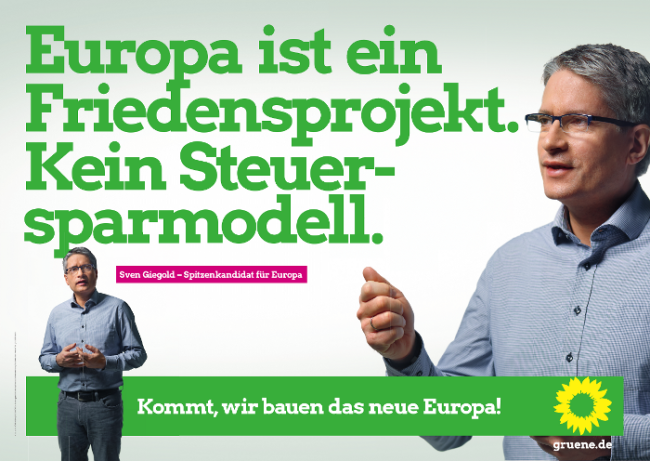 Europa ist ein
Friedensprojekt.
Kein Steuer-
sparmodell.
Sven Giegold – Spitzenkandidat für Europa
Kommt, wir bauen das neue Europa!
gruene.de